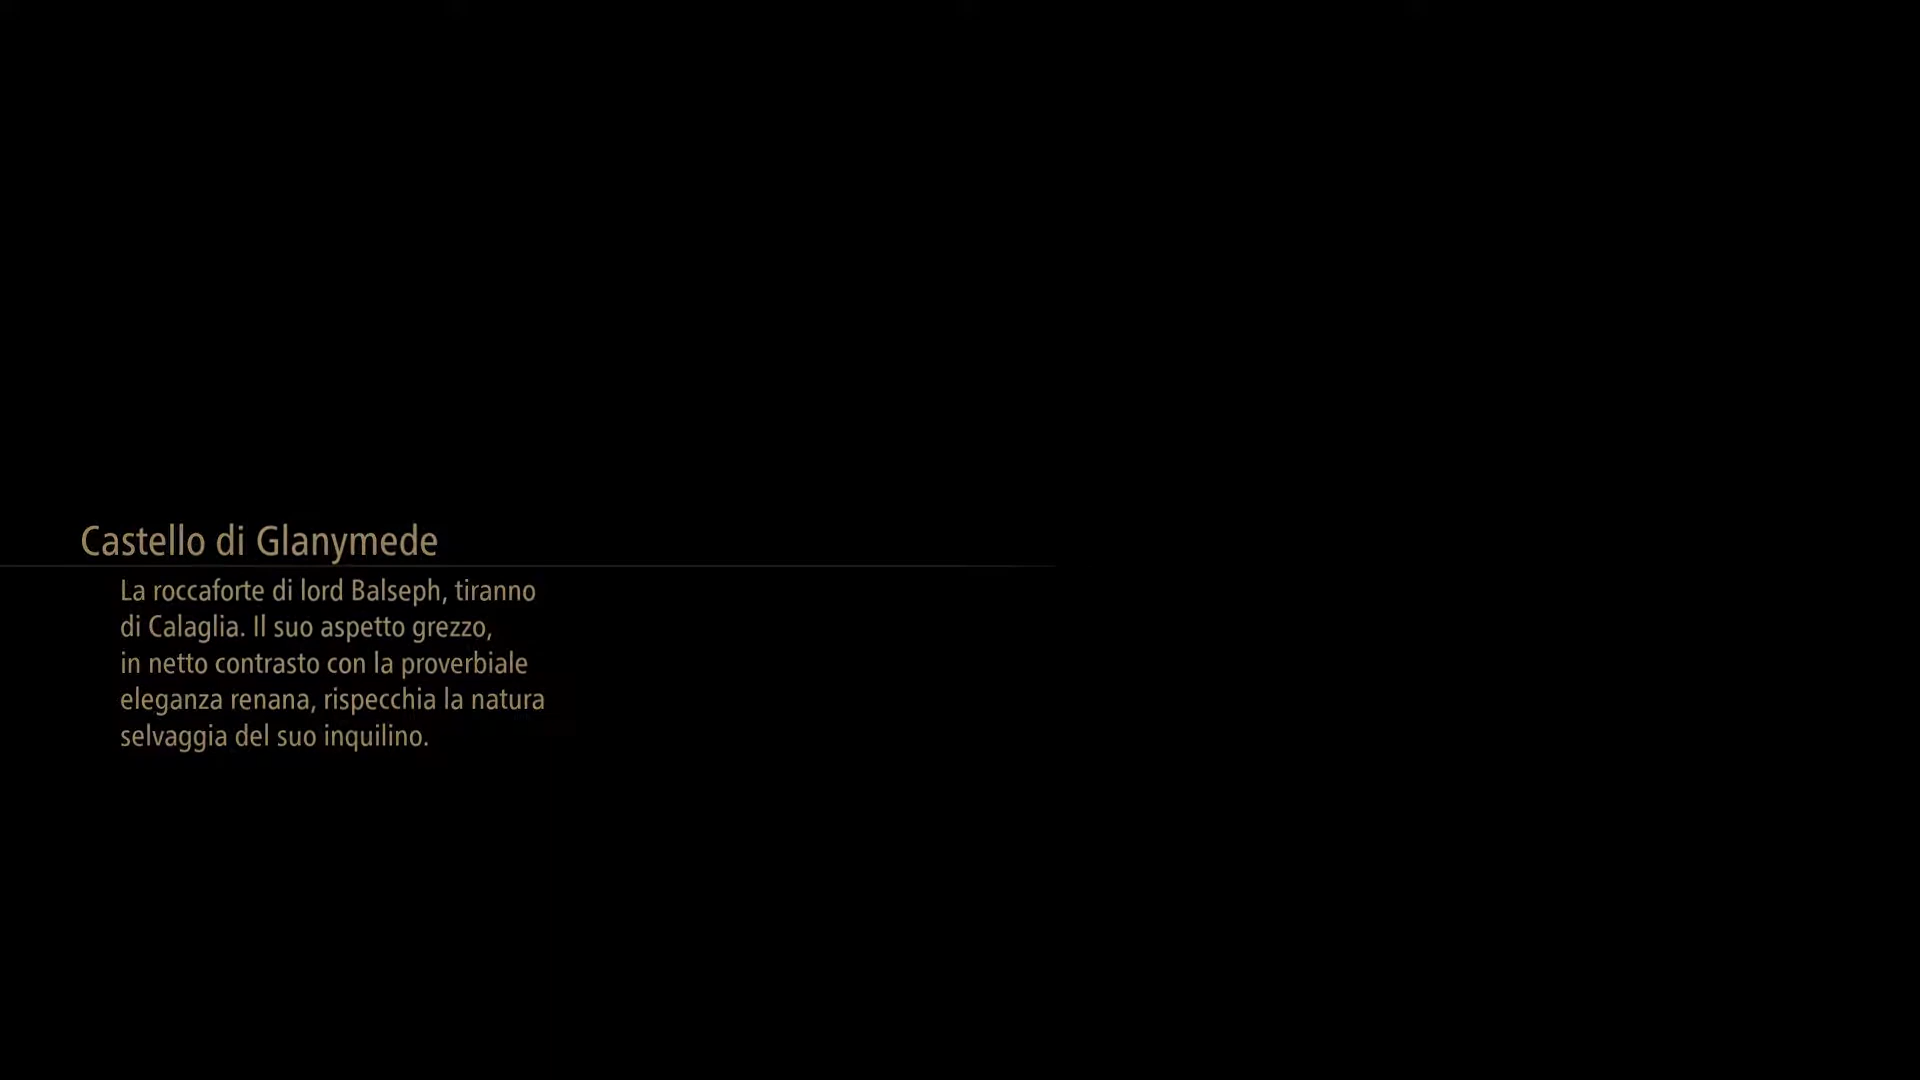 Castello di Glanymede
La roccaforte di lord Balseph, tiranno
di Calaglia. Il suo aspetto grezzo,
in netto contrasto con la proverbiale
eleganza renana, rispecchia la natura
selvaggia del suo inquilino.